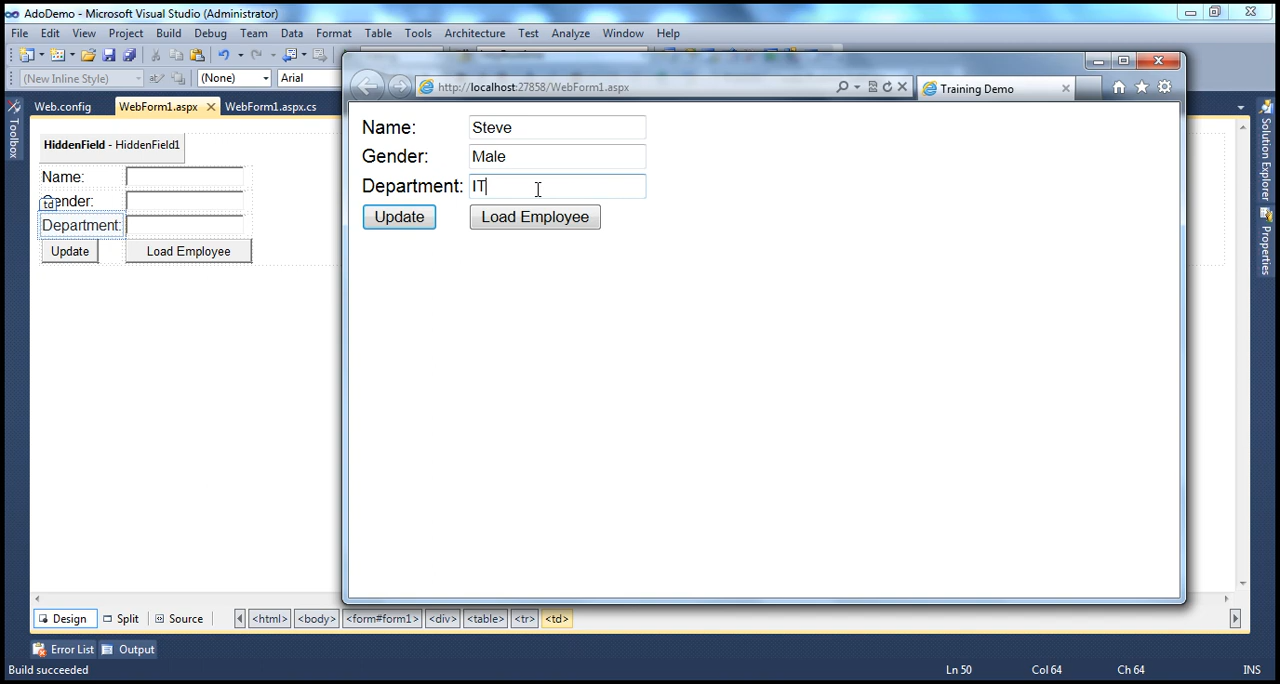 AdoDemo - Microsoft Visual Studio (Administrator)
File Edit View Project Build Debug Team Data Format Table Tools Architecture Test Analyze Window Help
(New Inline Style) (None) Arial
http://localhost:27858/WebForm1.aspx
Training Demo
Web.config WebForm1.aspx WebForm1.aspx.cs
Toolbox
Solution Explorer
Properties
HiddenField - HiddenField1
Name:
td
Department:
Update Load Employee
Name: Steve
Gender: Male
Department: IT
Update Load Employee
Design Split Source <html> <body> <form#form1> <div> <table> <tr> <td>
Error List Output
Build succeeded Ln 50 Col 64 Ch 64 INS